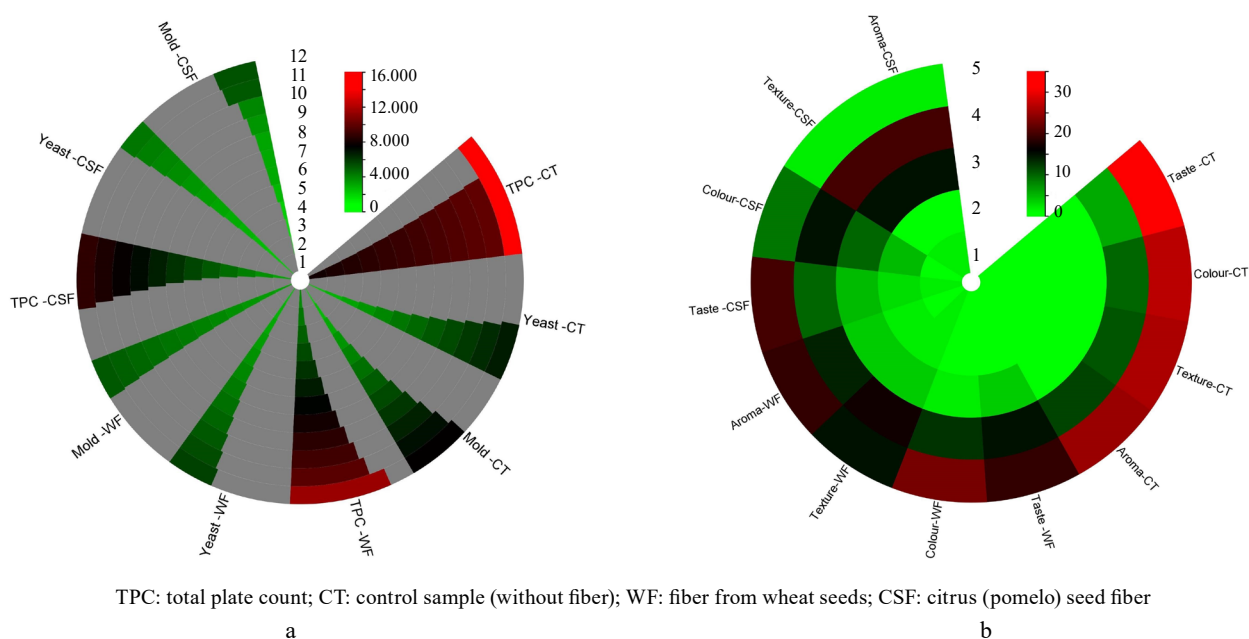 Mold -CSF
12
11
10
9
8
7
6
5
4
3
2
1
16.000
12.000
8.000
4.000
0
TPC -CT
Yeast -CT
Mold -CT
TPC -WF
Yeast -WF
Mold -WF
TPC -CSF
Yeast -CSF
Aroma-CSF
5
4
3
2
1
30
20
10
0
Taste -CT
Colour-CT
Texture-CT
Aroma-CT
Taste -WF
Colour-WF
Texture-WF
Aroma-WF
Taste -CSF
Colour-CSF
Texture-CSF
TPC: total plate count; CT: control sample (without fiber); WF: fiber from wheat seeds; CSF: citrus (pomelo) seed fiber
a
b